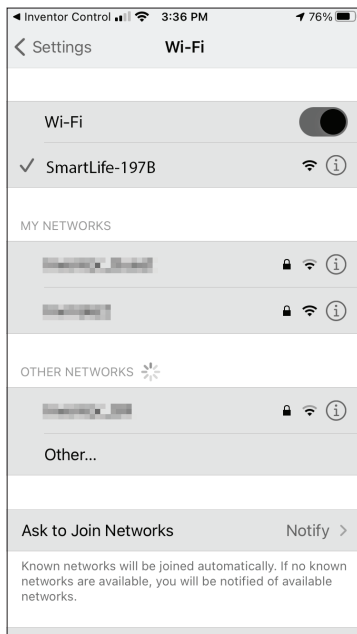 ◀ Inventor Control 3:36 PM 76%
Settings Wi-Fi
Wi-Fi
SmartLife-197B
MY NETWORKS
OTHER NETWORKS
Other...
Ask to Join Networks Notify
Known networks will be joined automatically. If no known
networks are available, you will be notified of available
networks.